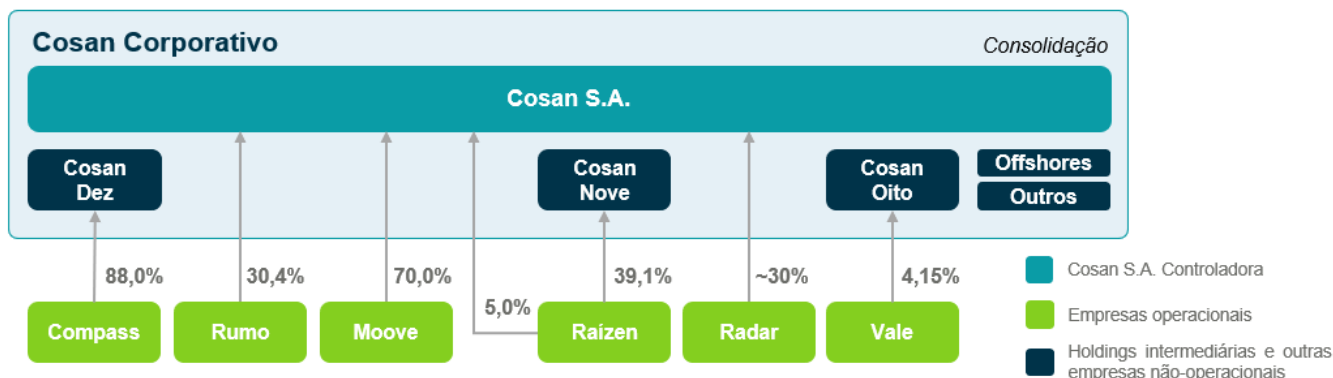 Cosan Corporativo
Consolidação
Cosan S.A.
Cosan
Dez
Cosan
Nove
Cosan
Oito
Offshores
Outros
88,0%
30,4%
70,0%
5,0%
39,1%
~30%
4,15%
Compass
Rumo
Moove
Raízen
Radar
Vale
Cosan S.A. Controladora
Empresas operacionais
Holdings intermediárias e outras
empresas não-operacionais